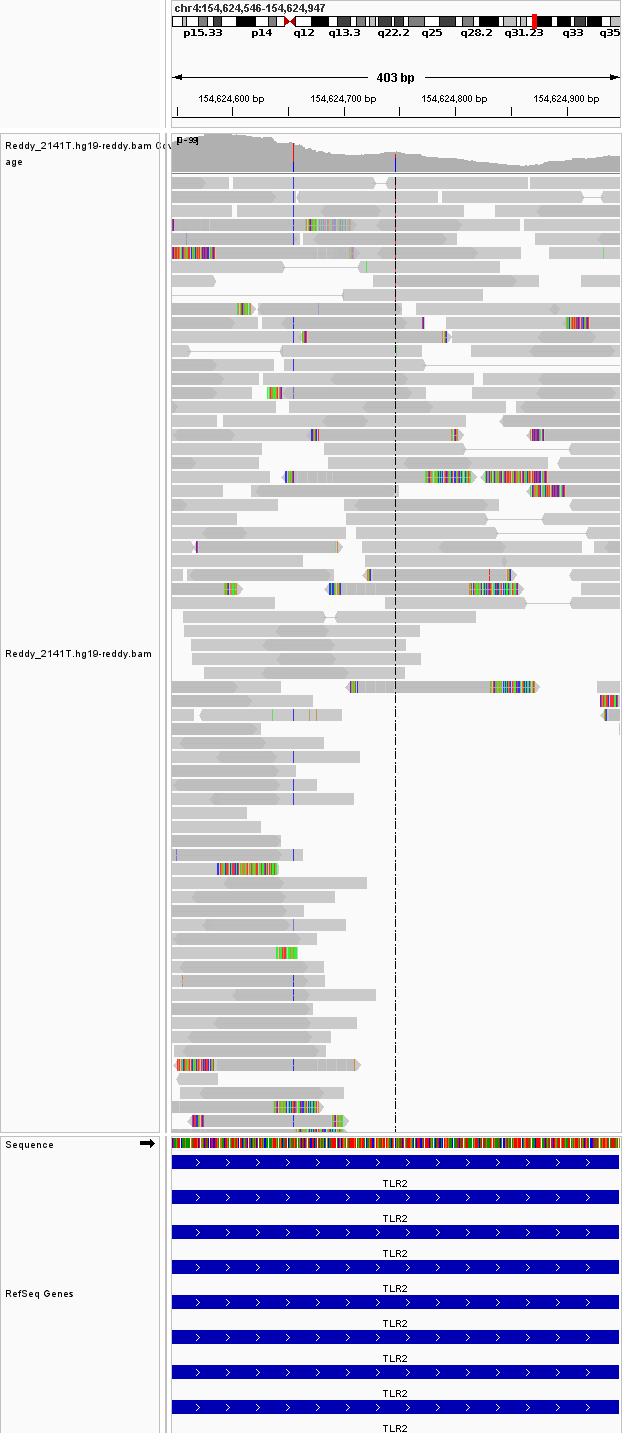 chr4:154,624,546-154,624,947
p15.33 p14 q12 q13.3 q22.2 q25 q28.2 q31.23 q33 q35
403 bp
154,624,600 bp 154,624,700 bp 154,624,800 bp 154,624,900 bp
[0-99]
Reddy_2141T.hg19-reddy.bam Cov
age
Reddy_2141T.hg19-reddy.bam
Sequence
TLR2
TLR2
TLR2
RefSeq Genes
TLR2
TLR2
TLR2
TLR2
TLR2